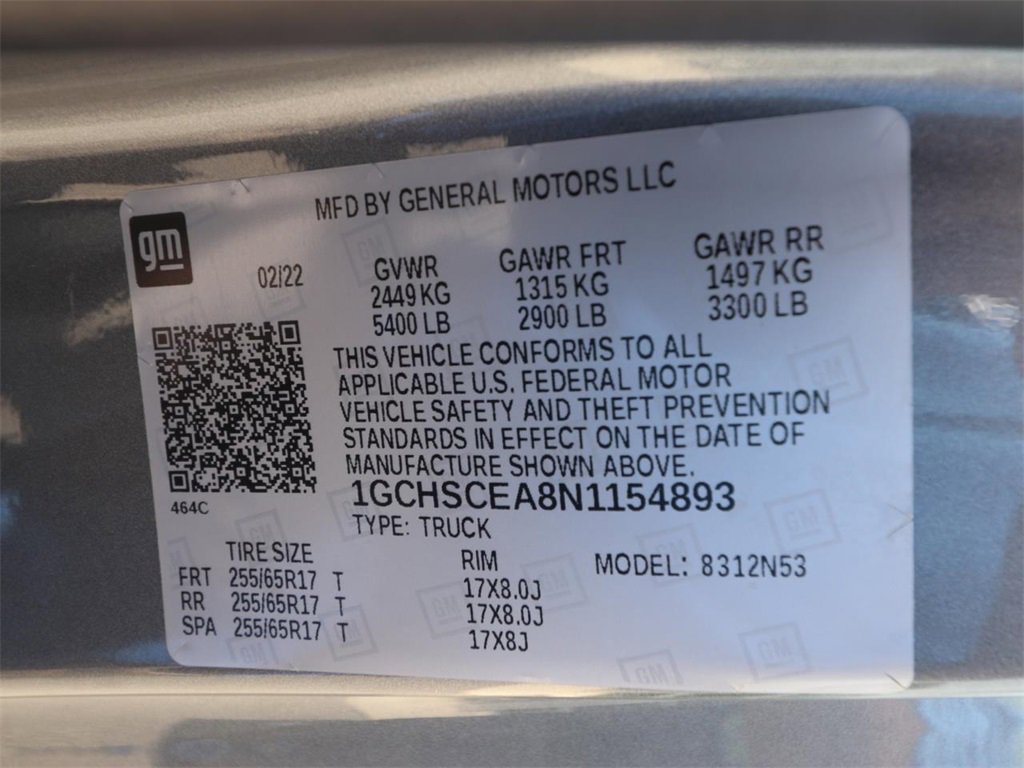 MFD BY GENERAL MOTORS LLC
gm
02/22
GVWR GAWR FRT GAWR RR
2449 KG 1315 KG 1497 KG
5400 LB 2900 LB 3300 LB
THIS VEHICLE CONFORMS TO ALL
APPLICABLE U.S. FEDERAL MOTOR
VEHICLE SAFETY AND THEFT PREVENTION
STANDARDS IN EFFECT ON THE DATE OF
MANUFACTURE SHOWN ABOVE.
464C
1GCHSCEA8N1154893
TYPE: TRUCK
TIRE SIZE RIM MODEL: 8312N53
FRT 255/65R17 T 17X8.0J
RR 255/65R17 T 17X8.0J
SPA 255/65R17 T 17X8J